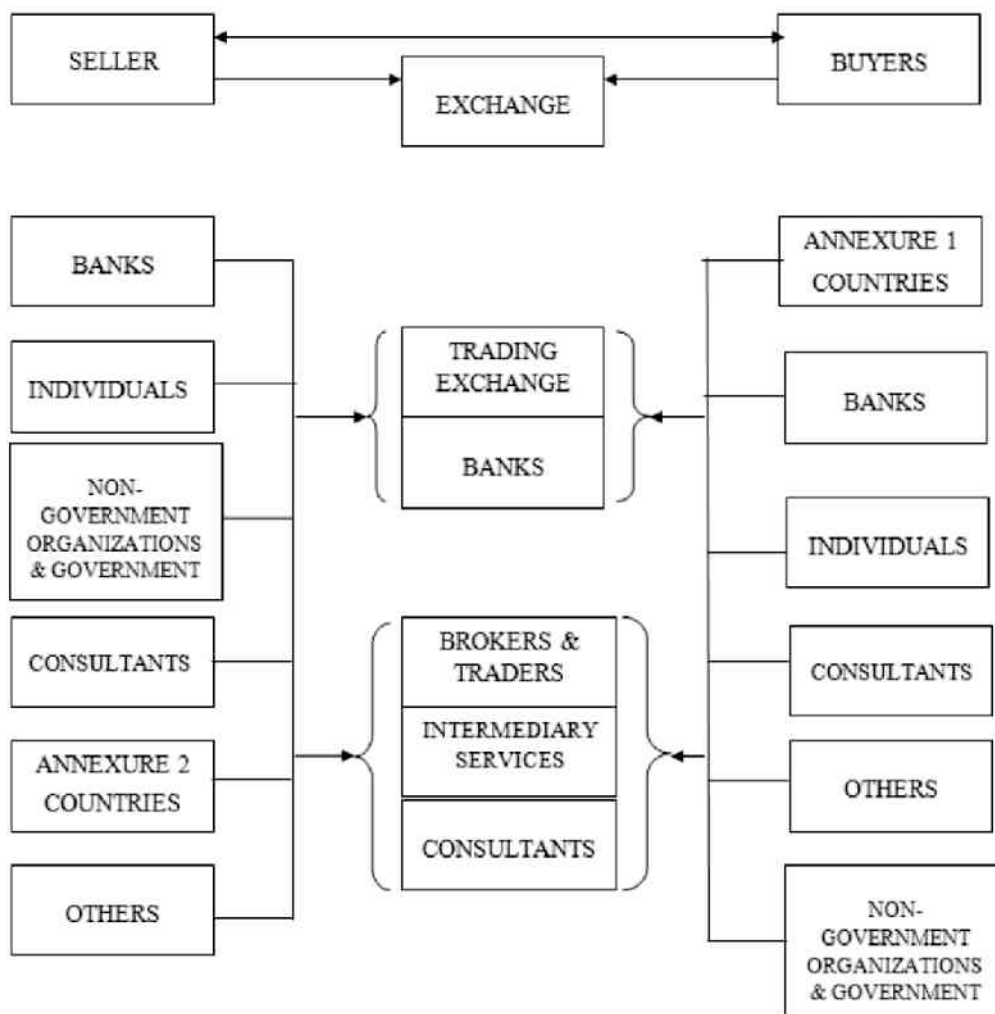 SELLER
BUYERS
EXCHANGE
BANKS
INDIVIDUALS
NON-
GOVERNMENT
ORGANIZATIONS
& GOVERNMENT
CONSULTANTS
ANNEXURE 2
COUNTRIES
OTHERS
TRADING
EXCHANGE
BANKS
BROKERS &
TRADERS
INTERMEDIARY
SERVICES
CONSULTANTS
ANNEXURE 1
COUNTRIES
BANKS
INDIVIDUALS
CONSULTANTS
OTHERS
NON-
GOVERNMENT
ORGANIZATIONS
& GOVERNMENT